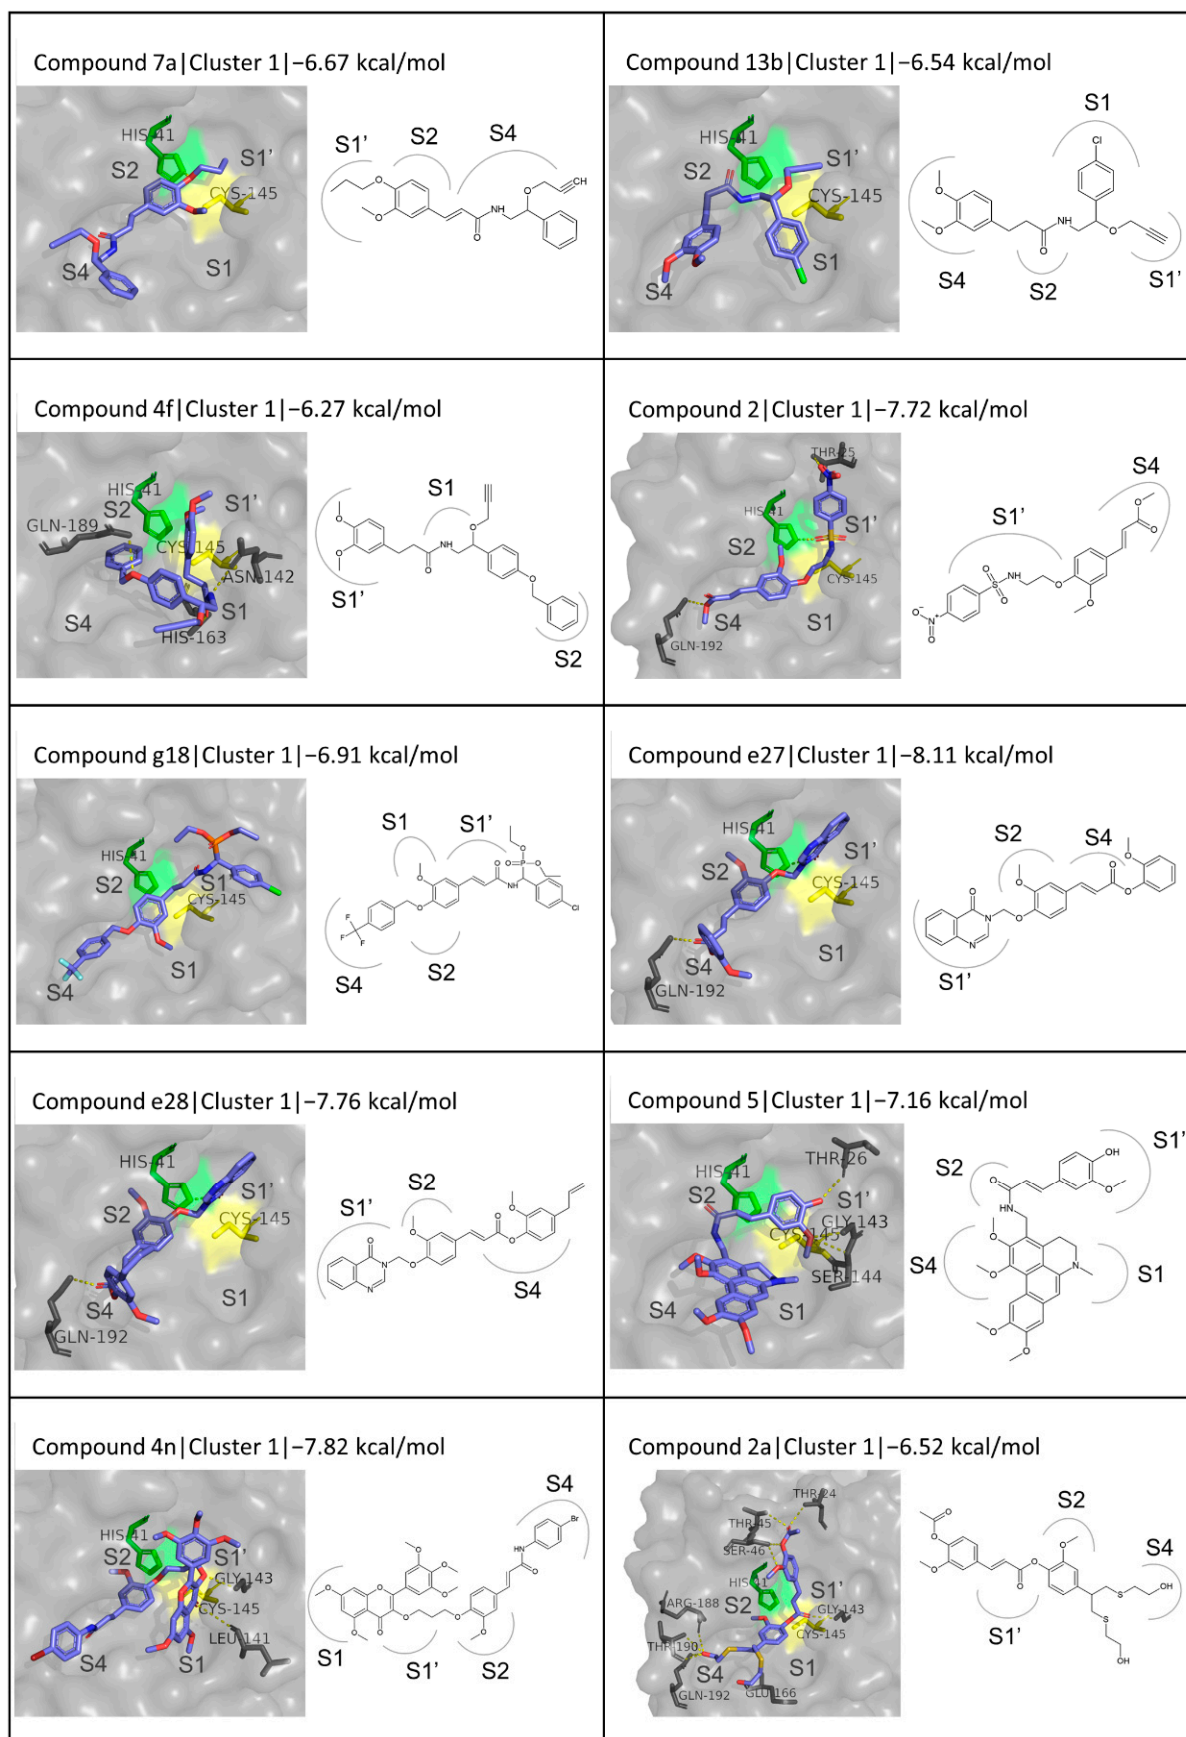 Compound 7a|Cluster 1|−6.67 kcal/mol
HIS-41
S2
S1'
CYS-145
S4
S1
S1'
S2
S4
O
O
O
NH
O
CH
Compound 13b|Cluster 1|−6.54 kcal/mol
HIS-41
S2
S1'
CYS-145
S1
S4
S1
Cl
O
O
O
NH
O
S4
S2
S1'
Compound 4f|Cluster 1|−6.27 kcal/mol
HIS-41
S2
S1'
GLN-189
CYS-145
ASN-142
S4
S1
HIS-163
S1
O
O
O
NH
O
O
S1'
S2
Compound 2|Cluster 1|−7.72 kcal/mol
THR-25
HIS-41
S1'
S2
CYS-145
S4
S1
GLN-192
S4
S1'
O
O
O
NH
S
O
O
O
O⁻
N⁺
O
Compound g18|Cluster 1|−6.91 kcal/mol
HIS-41
S2
S1'
CYS-145
S1
S4
S1
S1'
O
O
O
P
O
NH
O
O
Cl
F
F
F
S4
S2
Compound e27|Cluster 1|−8.11 kcal/mol
HIS-41
S1'
S2
CYS-145
S4
S1
GLN-192
S2
S4
O
O
O
O
O
O
N
N
S1'
Compound e28|Cluster 1|−7.76 kcal/mol
HIS-41
S1'
S2
CYS-145
S4
S1
GLN-192
S2
S1'
O
O
O
O
O
O
N
N
S4
Compound 5|Cluster 1|−7.16 kcal/mol
THR-26
HIS-41
S2
S1'
GLY-143
CYS-145
SER-144
S4
S1
S1'
S2
OH
O
O
HN
O
O
N
O
O
S4
S1
Compound 4n|Cluster 1|−7.82 kcal/mol
HIS-41
S2
S1'
GLY-143
CYS-145
LEU-141
S4
S1
S4
Br
HN
O
O
O
O
O
O
O
O
O
O
O
S1
S1'
S2
Compound 2a|Cluster 1|−6.52 kcal/mol
THR-24
THR-45
SER-46
HIS-41
S1'
ARG-188
S2
GLY-143
CYS-145
THR-190
S4
S1
GLN-192
GLU-166
S2
S4
O
O
O
O
O
O
S
OH
S
OH
S1'